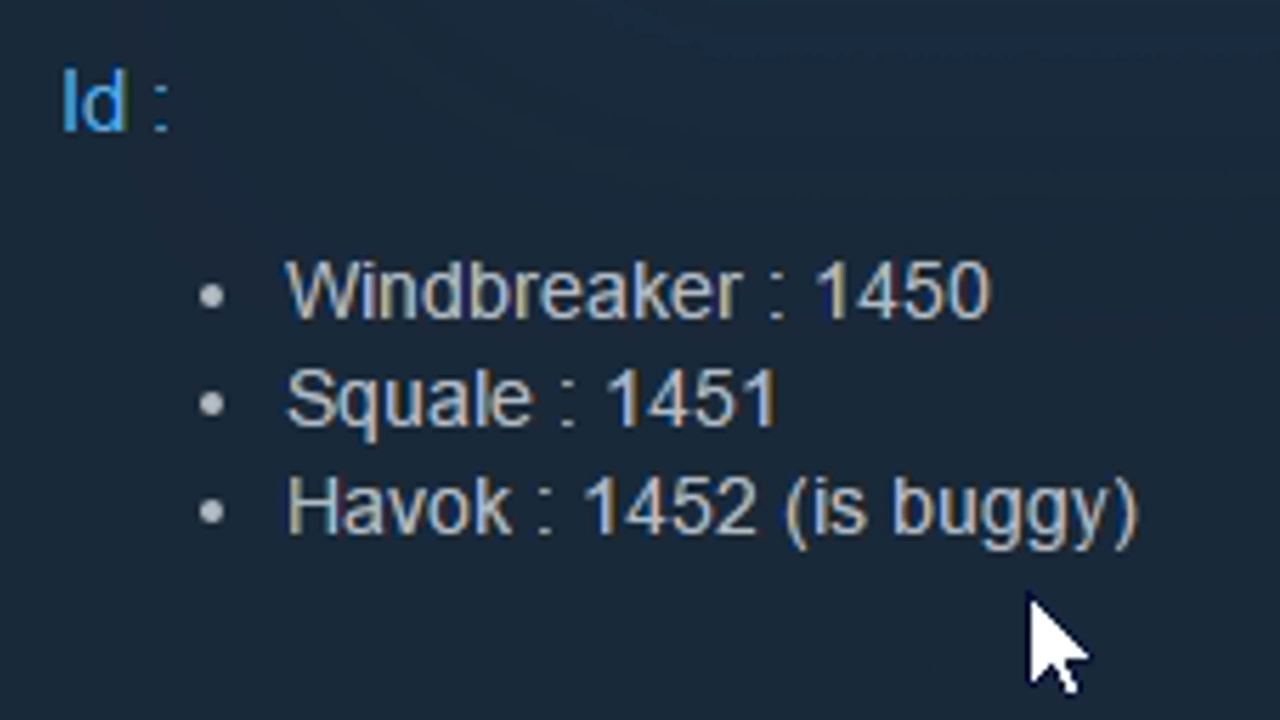 Id :
Windbreaker : 1450
Squale : 1451
Havok : 1452 (is buggy)